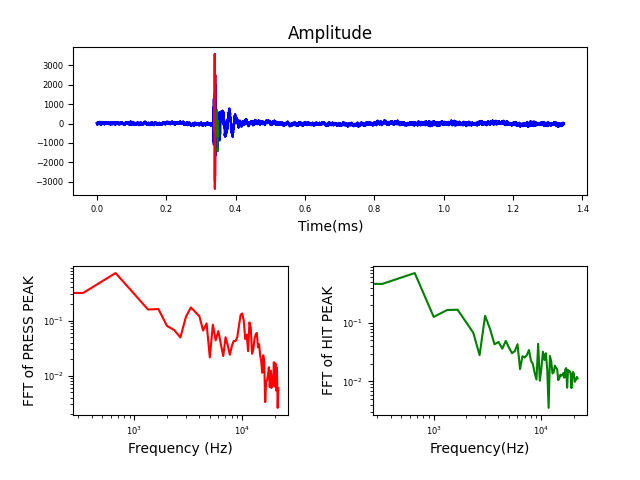 Amplitude
3000
2000
1000
0
−1000
−2000
−3000
0.0 0.2 0.4 0.6 0.8 1.0 1.2 1.4
Time(ms)
FFT of PRESS PEAK
10⁻¹
10⁻²
10³ 10⁴
Frequency (Hz)
FFT of HIT PEAK
10⁻¹
10⁻²
10³ 10⁴
Frequency(Hz)